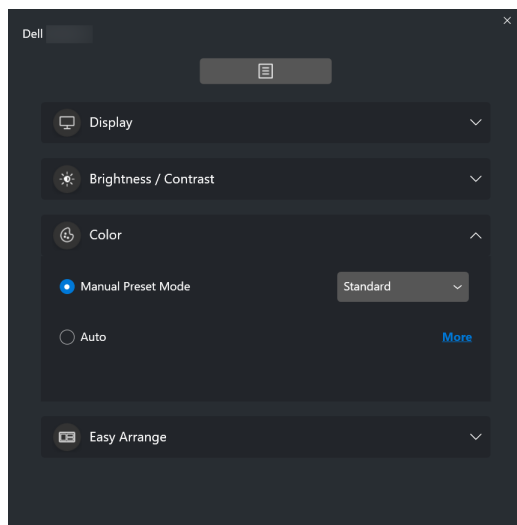 Dell
Display
Brightness / Contrast
Color
Manual Preset Mode Standard
Auto More
Easy Arrange